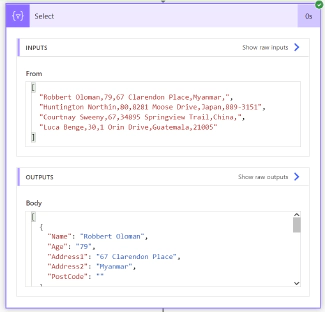 {v}
Select
0s
INPUTS
Show raw inputs
From
[
"Robbert Oloman,79,67 Clarendon Place,Myanmar,",
"Huntington Northin,80,8281 Moose Drive,Japan,889-3151",
"Courtnay Sweeny,67,34895 Springview Trail,China,",
"Luca Benge,30,1 Orin Drive,Guatemala,21005"
]
OUTPUTS
Show raw outputs
Body
[
{
"Name": "Robbert Oloman",
"Age": "79",
"Address1": "67 Clarendon Place",
"Address2": "Myanmar",
"PostCode": ""
}